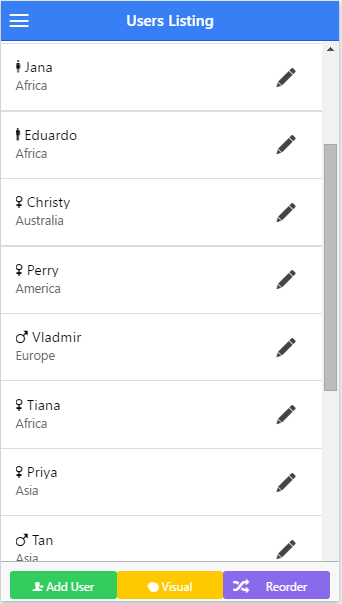 Users Listing
Jana
Africa
Eduardo
Africa
Christy
Australia
Perry
America
Vladmir
Europe
Tiana
Africa
Priya
Asia
Tan
Asia
Add User
Visual
Reorder